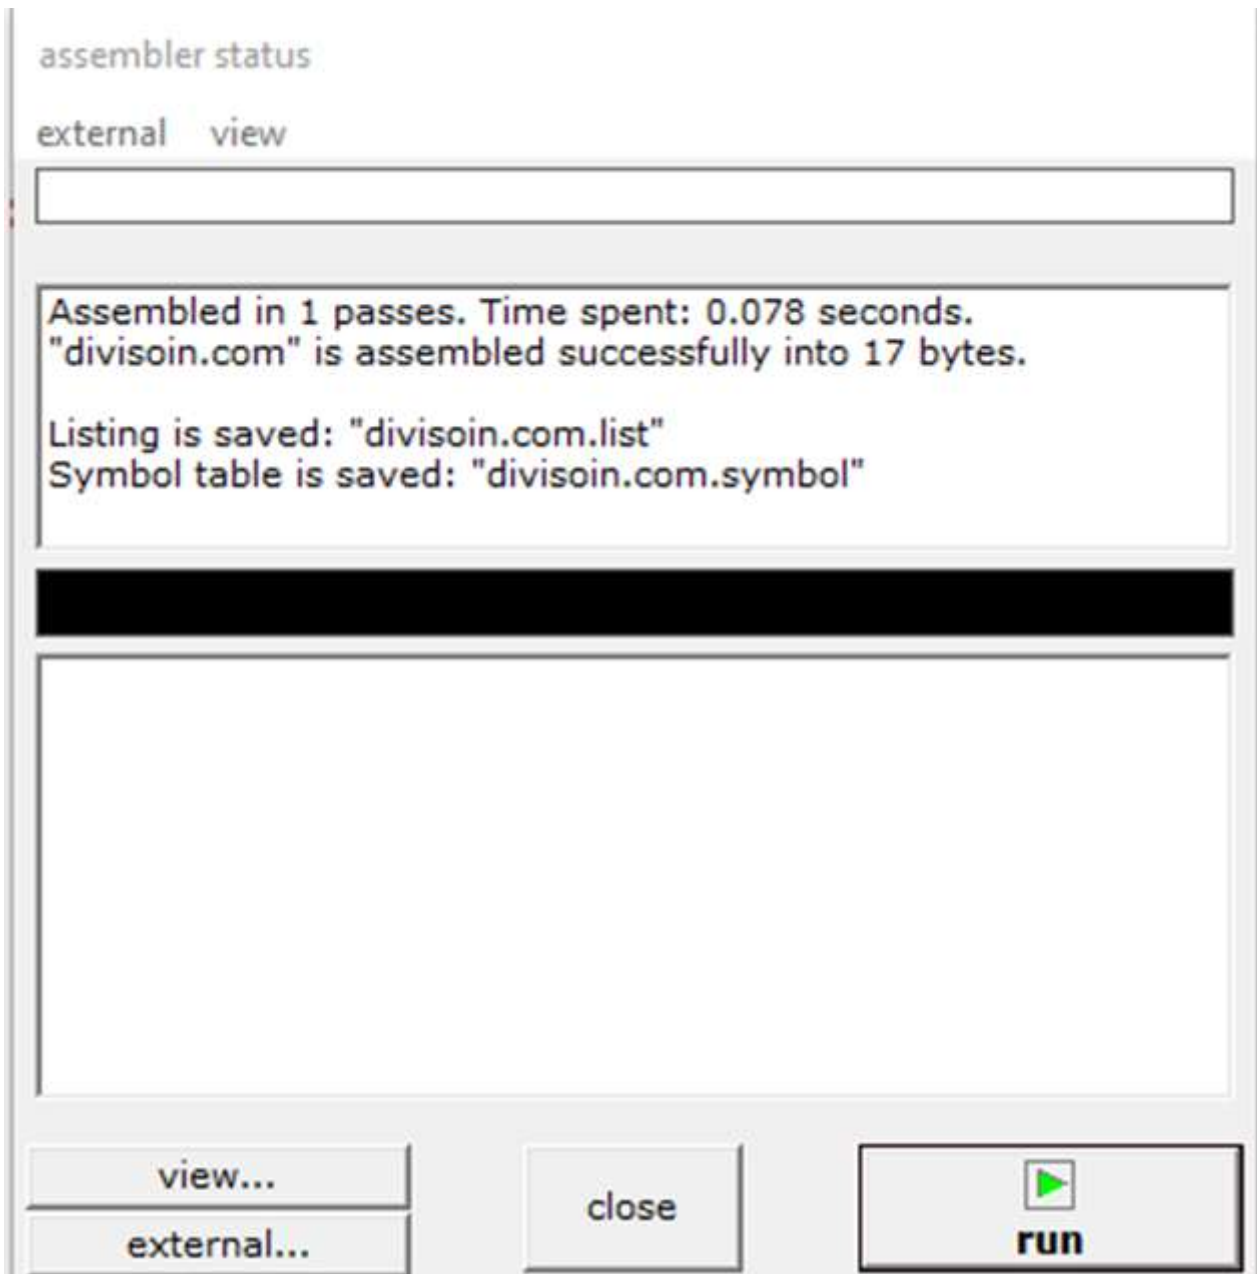 assembler status
external view
Assembled in 1 passes. Time spent: 0.078 seconds.
"divisoin.com" is assembled successfully into 17 bytes.
Listing is saved: "divisoin.com.list"
Symbol table is saved: "divisoin.com.symbol"
view...
close
external...
run